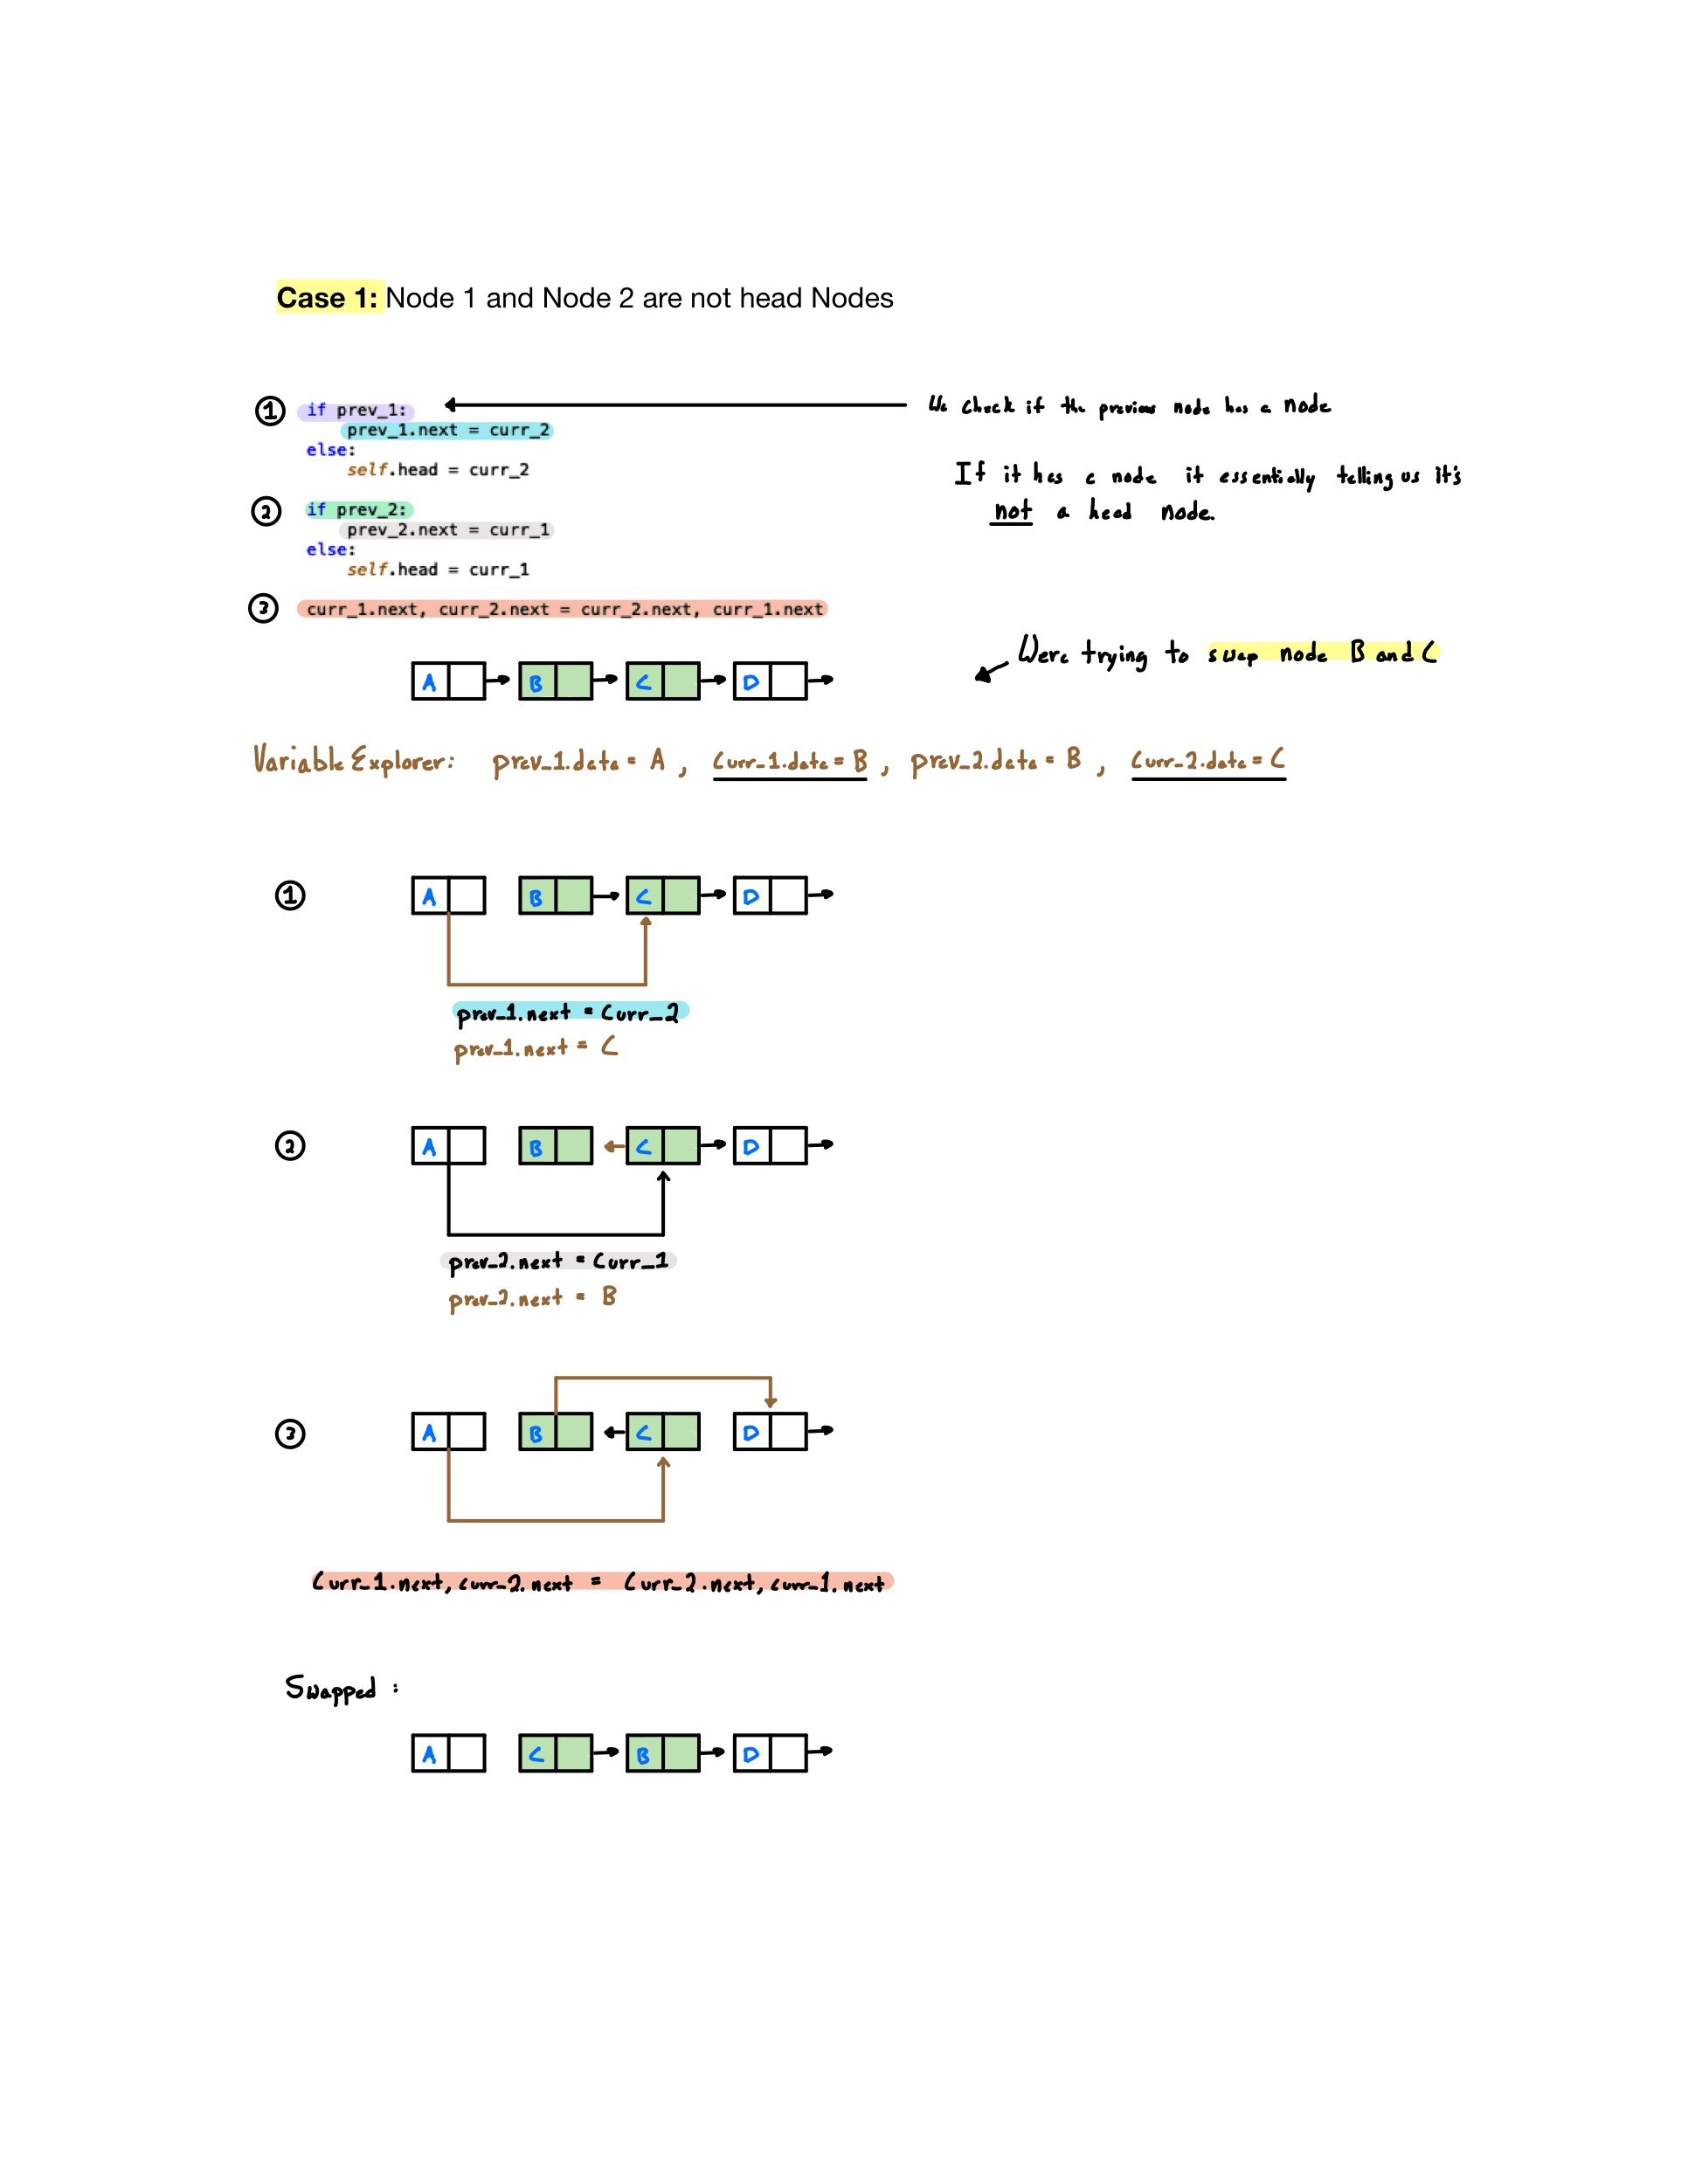 Case 1: Node 1 and Node 2 are not head Nodes
① if prev_1:
prev_1.next = curr_2
else:
self.head = curr_2
We check if the previous node has a node
If it has a node it essentially telling us it's
not a head node.
② if prev_2:
prev_2.next = curr_1
else:
self.head = curr_1
③ curr_1.next, curr_2.next = curr_2.next, curr_1.next
Were trying to swap node B and C
A B C D
Variable Explorer: prev_1.data = A , Curr_1.data = B , prev_2.data = B , Curr_2.data = C
① A B C D
prev_1.next = Curr_2
prev_1.next = C
② A B C D
prev_2.next = Curr_1
prev_2.next = B
③ A B C D
Curr_1.next, curr_2.next = Curr_2.next, curr_1.next
Swapped :
A C B D